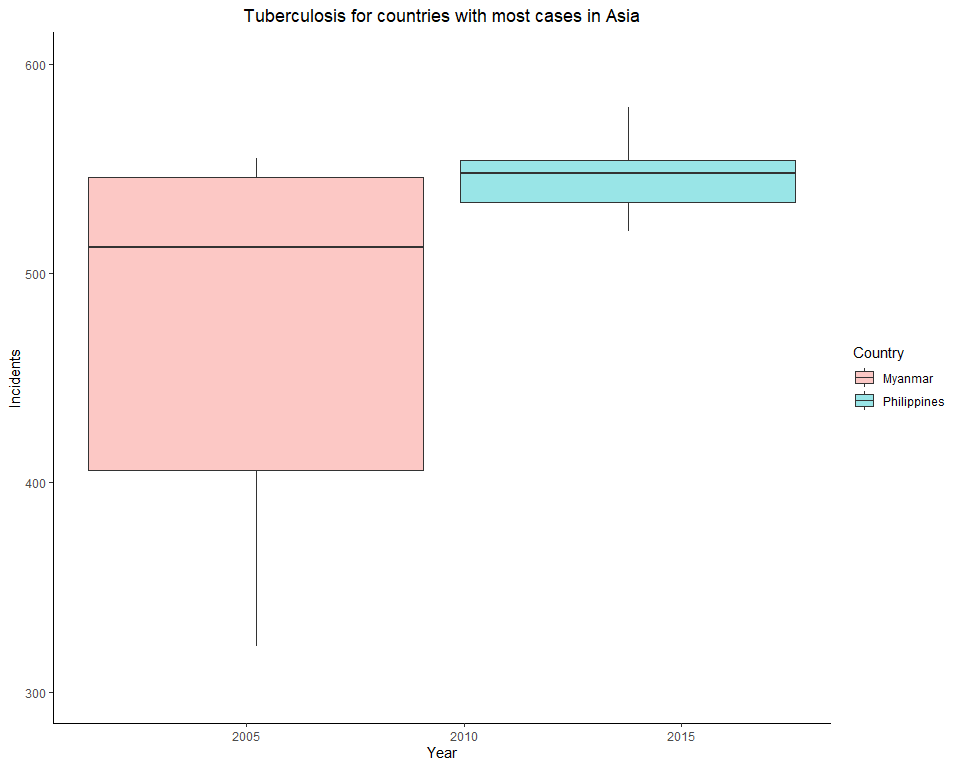 Tuberculosis for countries with most cases in Asia
600
500
400
300
Incidents
2005
2010
2015
Year
Country
Myanmar
Philippines